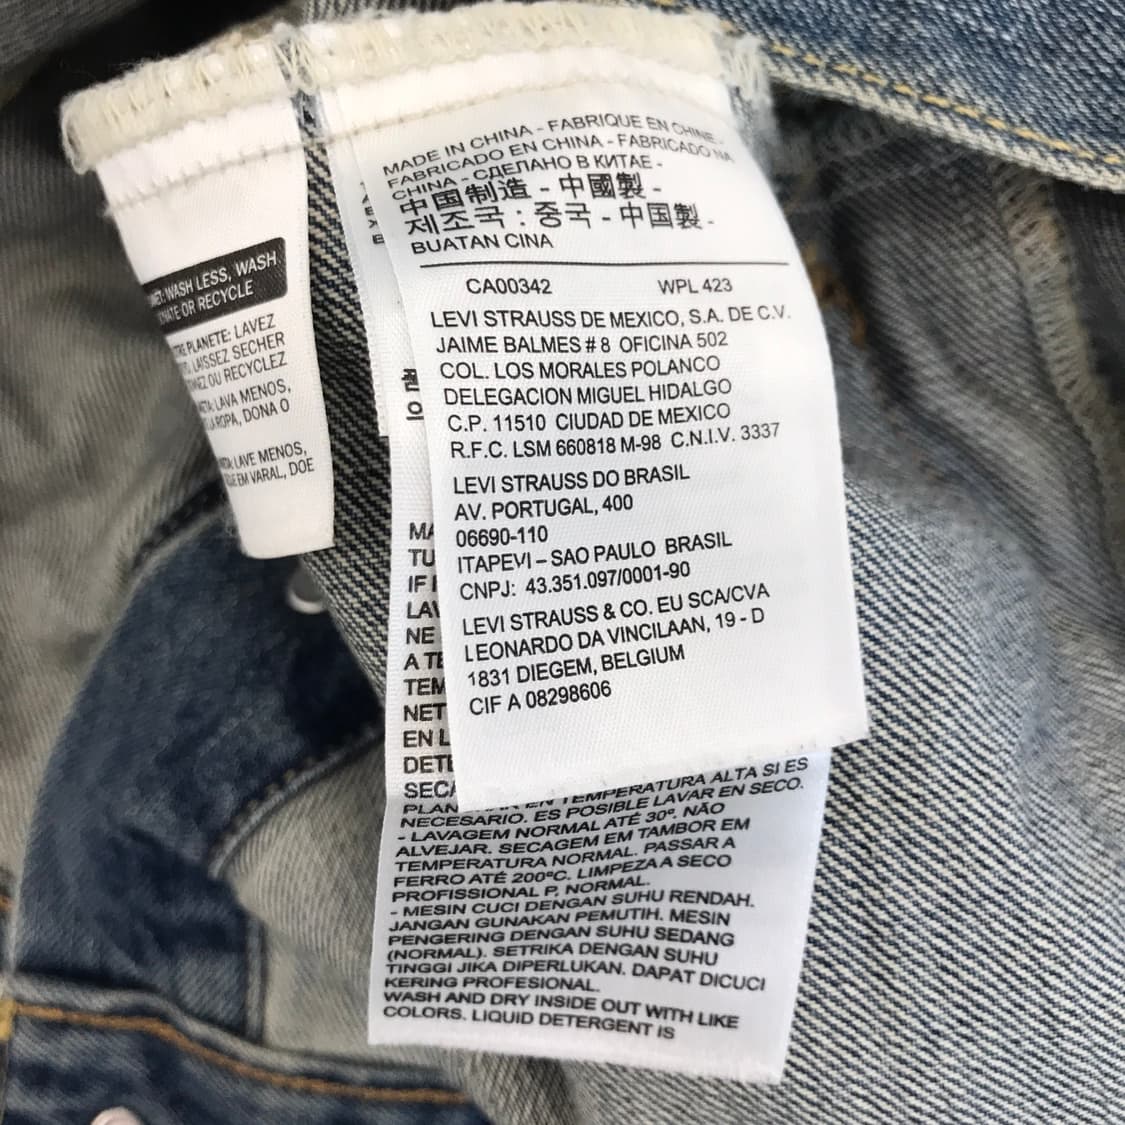 MADE IN CHINA - FABRIQUE EN CHINE -
FABRICADO EN CHINA - FABRICADO NA
CHINA - СДЕЛАНО В КИТАЕ -
中国制造 - 中國製 -
제조국 : 중국 - 中国製 -
BUATAN CINA
CA00342 WPL 423
LEVI STRAUSS DE MEXICO, S.A. DE C.V.
JAIME BALMES # 8 OFICINA 502
COL. LOS MORALES POLANCO
DELEGACION MIGUEL HIDALGO
C.P. 11510 CIUDAD DE MEXICO
R.F.C. LSM 660818 M-98 C.N.I.V. 3337
LEVI STRAUSS DO BRASIL
AV. PORTUGAL, 400
06690-110
ITAPEVI – SAO PAULO BRASIL
CNPJ: 43.351.097/0001-90
LEVI STRAUSS & CO. EU SCA/CVA
LEONARDO DA VINCILAAN, 19 - D
1831 DIEGEM, BELGIUM
CIF A 08298606
WASH LESS, WASH
OR RECYCLE
PLANETE: LAVEZ
LAISSEZ SECHER
OU RECYCLEZ
LAVA MENOS,
ROPA, DONA O
LAVE MENOS,
EM VARAL, DOE
NE
EN
EN TEMPERATURA ALTA SI ES
NECESARIO. ES POSIBLE LAVAR EN SECO.
- LAVAGEM NORMAL ATÉ 30º, NÃO
ALVEJAR. SECAGEM EM TAMBOR EM
TEMPERATURA NORMAL. PASSAR A
FERRO ATÉ 200ºC. LIMPEZA A SECO
PROFISSIONAL P, NORMAL.
- MESIN CUCI DENGAN SUHU RENDAH.
JANGAN GUNAKAN PEMUTIH. MESIN
PENGERING DENGAN SUHU SEDANG
(NORMAL). SETRIKA DENGAN SUHU
TINGGI JIKA DIPERLUKAN. DAPAT DICUCI
KERING PROFESIONAL.
WASH AND DRY INSIDE OUT WITH LIKE
COLORS. LIQUID DETERGENT IS